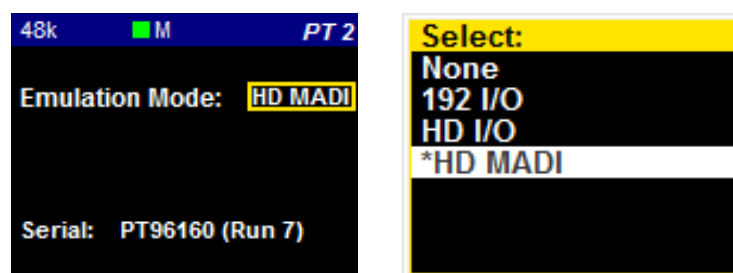 48k M PT 2
Emulation Mode: HD MADI
Serial: PT96160 (Run 7)
Select:
None
192 I/O
HD I/O
*HD MADI